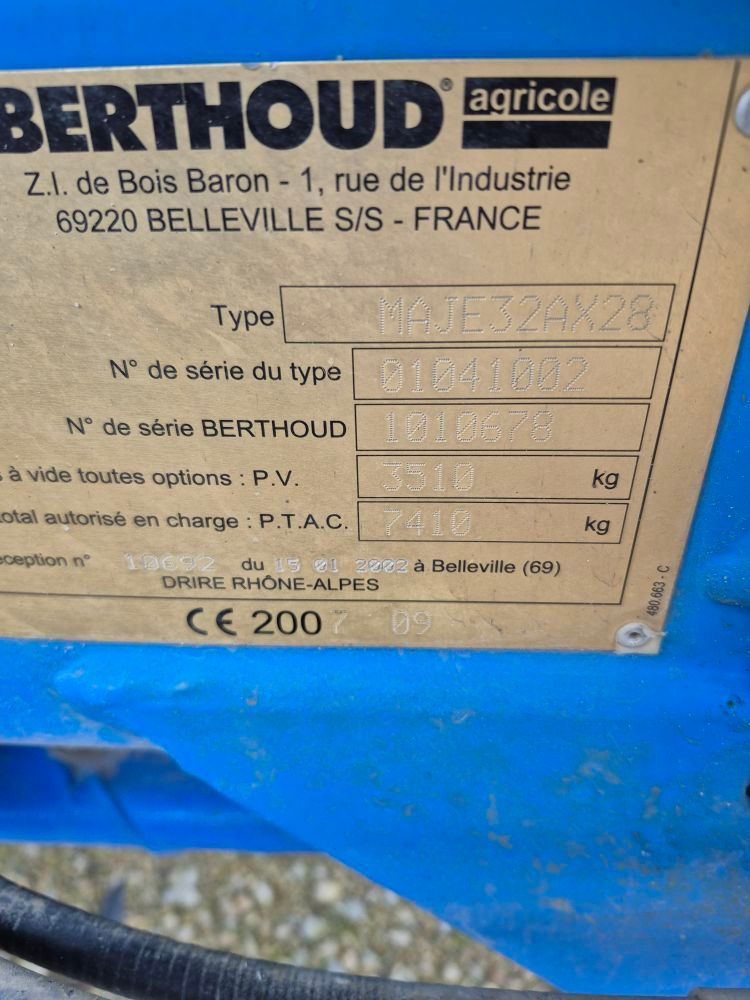 BERTHOUD® agricole
Z.I. de Bois Baron - 1, rue de l'Industrie
69220 BELLEVILLE S/S - FRANCE
Type MAJE32AX28
N° de série du type 01041002
N° de série BERTHOUD 1010678
à vide toutes options : P.V. 3510 kg
total autorisé en charge : P.T.A.C. 7410 kg
eception n° 10692 du 15 01 2002 à Belleville (69)
DRIRE RHÔNE-ALPES
CE 2007 09
480.663 - C